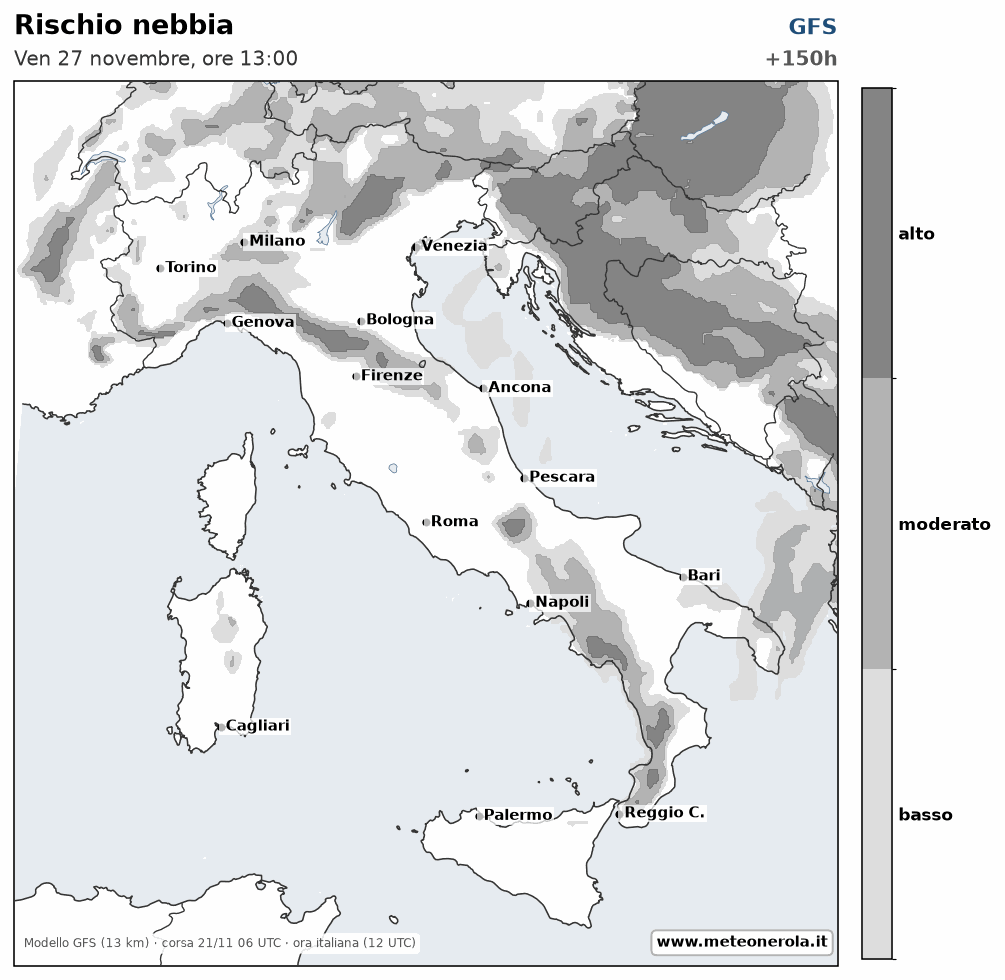 Rischio nebbia
GFS
Ven 27 novembre, ore 13:00
+150h
Milano
Venezia
Torino
Bologna
Genova
Firenze
Ancona
Pescara
Roma
Bari
Napoli
Cagliari
Palermo
Reggio C.
alto
moderato
basso
Modello GFS (13 km) · corsa 21/11 06 UTC · ora italiana (12 UTC)
www.meteonerola.it